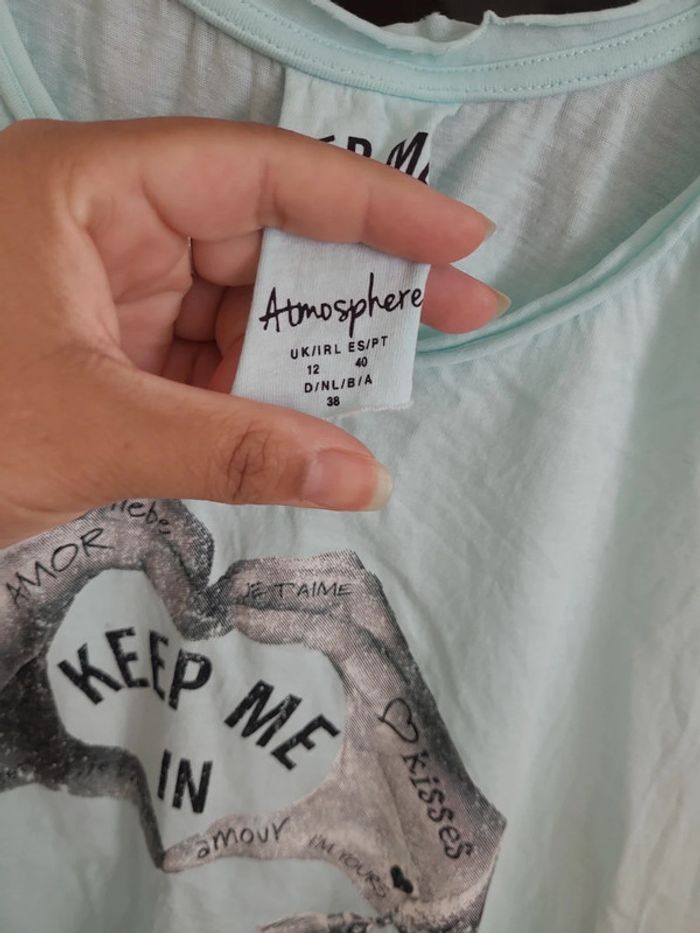 Atmosphere
UK/IRL ES/PT
12 40
D/NL/B/A
38
AMOR
JE T'AIME
KEEP ME
IN
kisses
amour
I'M YOURS